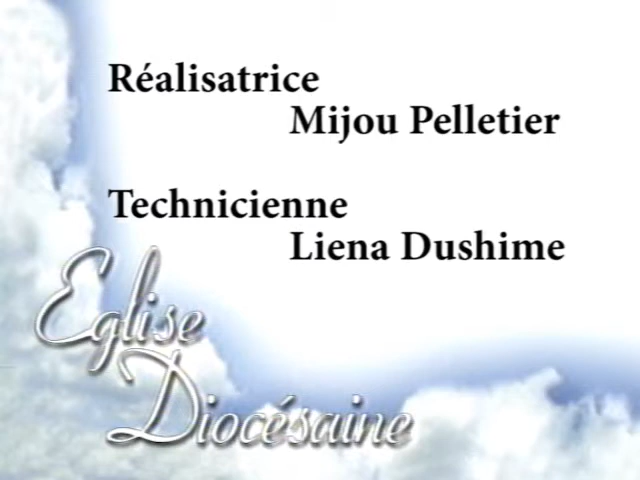 Réalisatrice
Mijou Pelletier
Technicienne
Liena Dushime
Eglise
Diocésaine